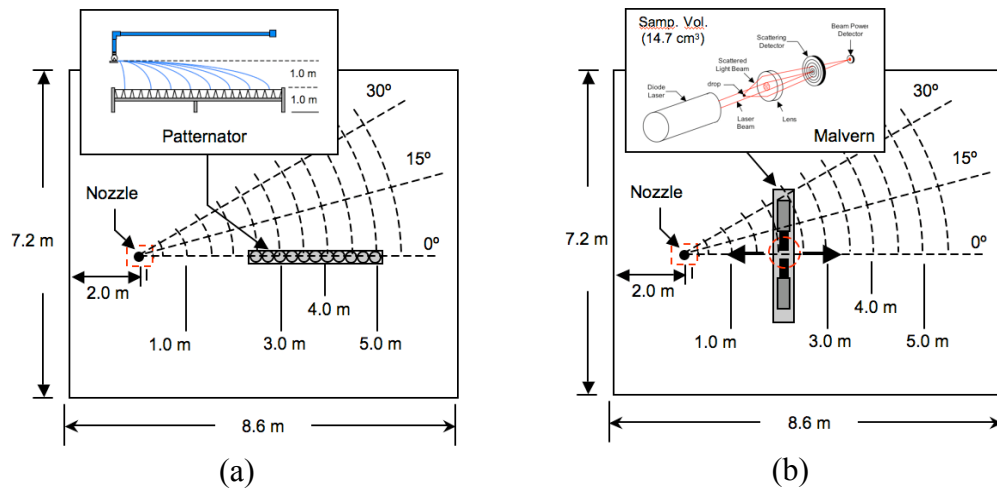 1.0 m
1.0 m
Patternator
30º
15º
0º
Nozzle
7.2 m
2.0 m
1.0 m
3.0 m
4.0 m
5.0 m
8.6 m
(a)
Samp. Vol.
(14.7 cm³)
Scattering
Detector
Beam Power
Detector
Scattered
Light Beam
drop
Diode
Laser
Laser
Beam
Lens
Malvern
30º
15º
0º
Nozzle
7.2 m
2.0 m
1.0 m
3.0 m
4.0 m
5.0 m
8.6 m
(b)